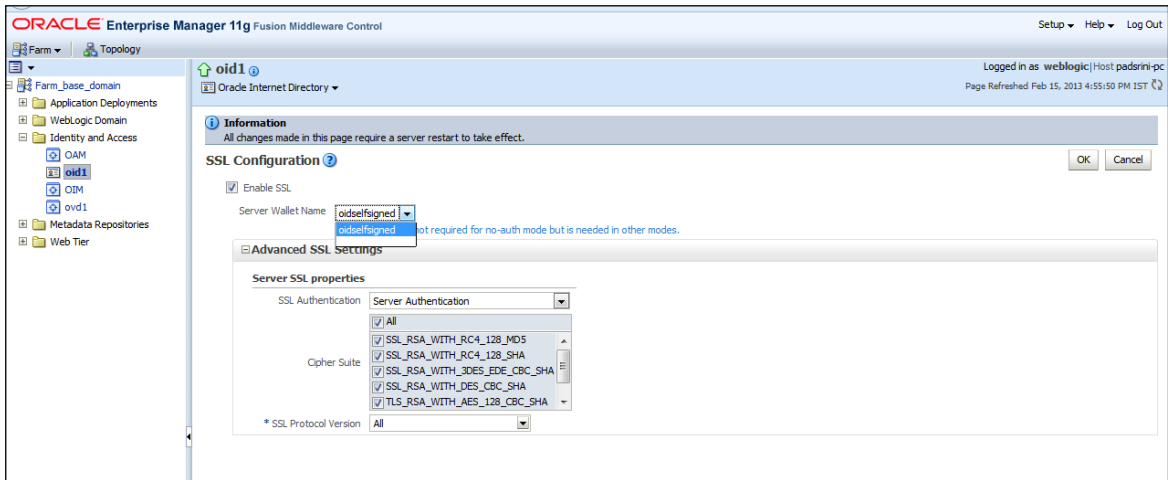 ORACLE Enterprise Manager 11g Fusion Middleware Control
Setup Help Log Out
Farm Topology
oid1
Logged in as weblogic|Host padsrini-pc
Oracle Internet Directory
Page Refreshed Feb 15, 2013 4:55:50 PM IST
Farm_base_domain
Application Deployments
WebLogic Domain
Identity and Access
OAM
oid1
OIM
ovd1
Metadata Repositories
Web Tier
Information
All changes made in this page require a server restart to take effect.
SSL Configuration
OK Cancel
Enable SSL
Server Wallet Name oidselfsigned
oidselfsigned not required for no-auth mode but is needed in other modes.
Advanced SSL Settings
Server SSL properties
SSL Authentication Server Authentication
All
Cipher Suite
SSL_RSA_WITH_RC4_128_MD5
SSL_RSA_WITH_RC4_128_SHA
SSL_RSA_WITH_3DES_EDE_CBC_SHA
SSL_RSA_WITH_DES_CBC_SHA
TLS_RSA_WITH_AES_128_CBC_SHA
* SSL Protocol Version All